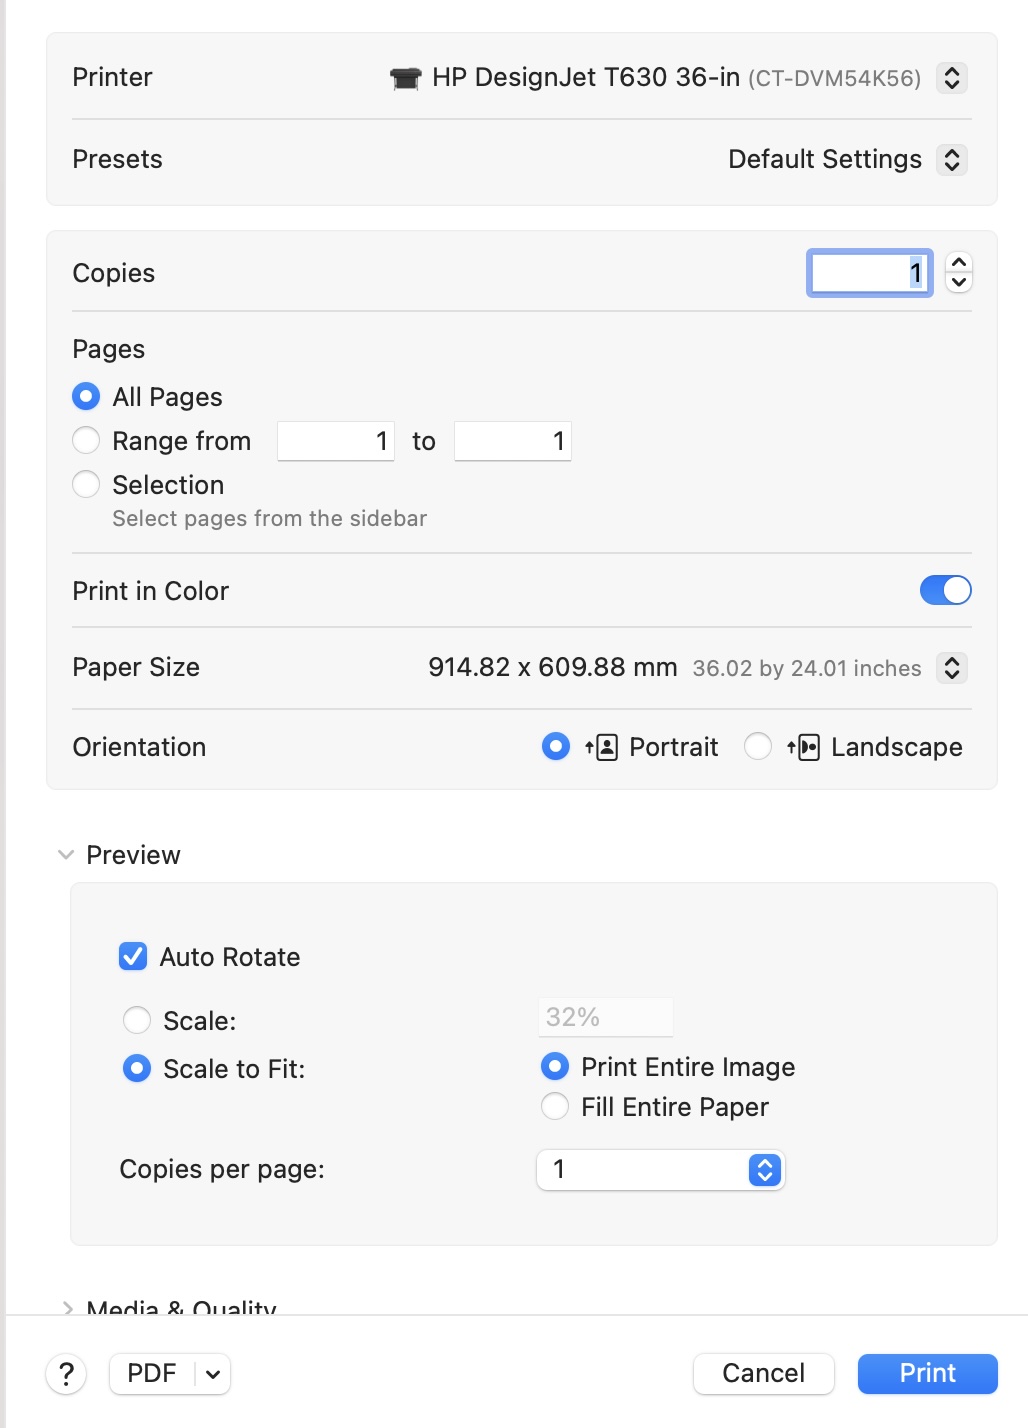 Printer HP DesignJet T630 36-in (CT-DVM54K56)
Presets Default Settings
Copies 1
Pages
All Pages
Range from 1 to 1
Selection
Select pages from the sidebar
Print in Color
Paper Size 914.82 x 609.88 mm 36.02 by 24.01 inches
Orientation Portrait Landscape
Preview
Auto Rotate
Scale: 32%
Scale to Fit: Print Entire Image
Fill Entire Paper
Copies per page: 1
Media & Quality
? PDF Cancel Print